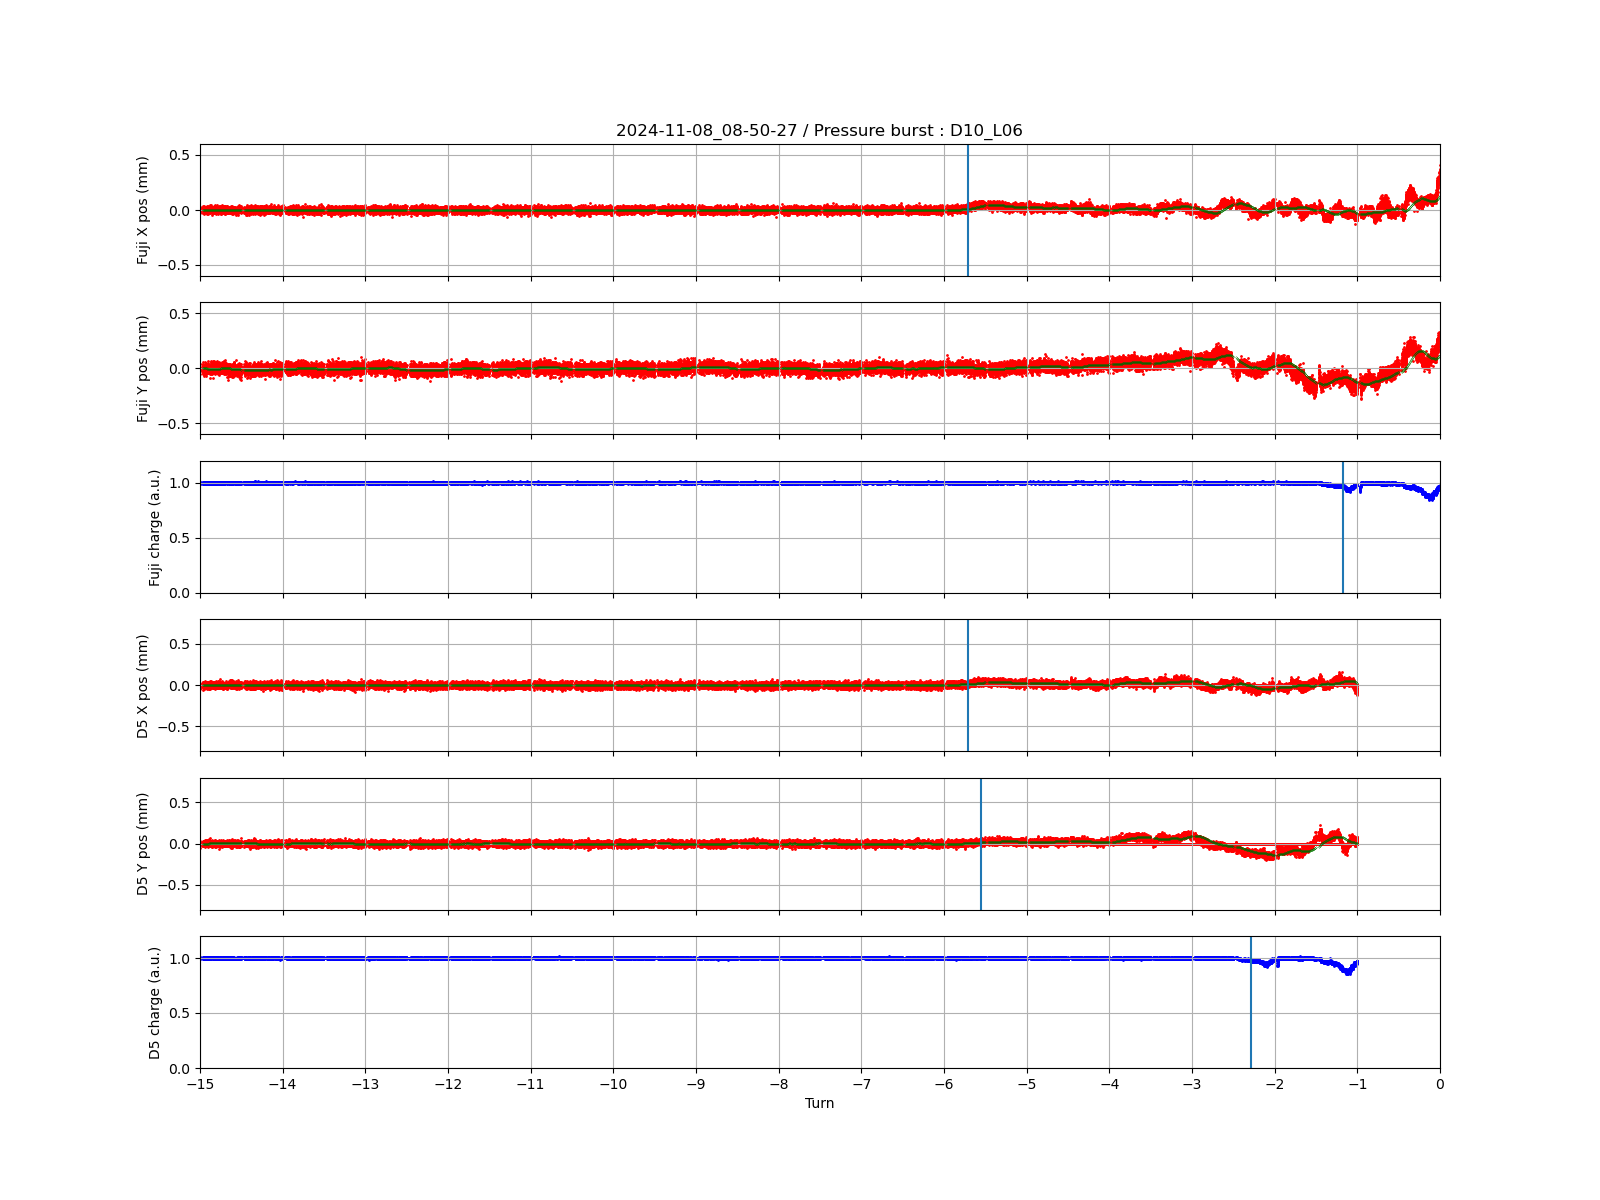 2024-11-08_08-50-27 / Pressure burst : D10_L06
Fuji X pos (mm)
0.5
0.0
−0.5
Fuji Y pos (mm)
0.5
0.0
−0.5
Fuji charge (a.u.)
1.0
0.5
0.0
D5 X pos (mm)
0.5
0.0
−0.5
D5 Y pos (mm)
0.5
0.0
−0.5
D5 charge (a.u.)
1.0
0.5
0.0
−15 −14 −13 −12 −11 −10 −9 −8 −7 −6 −5 −4 −3 −2 −1 0
Turn